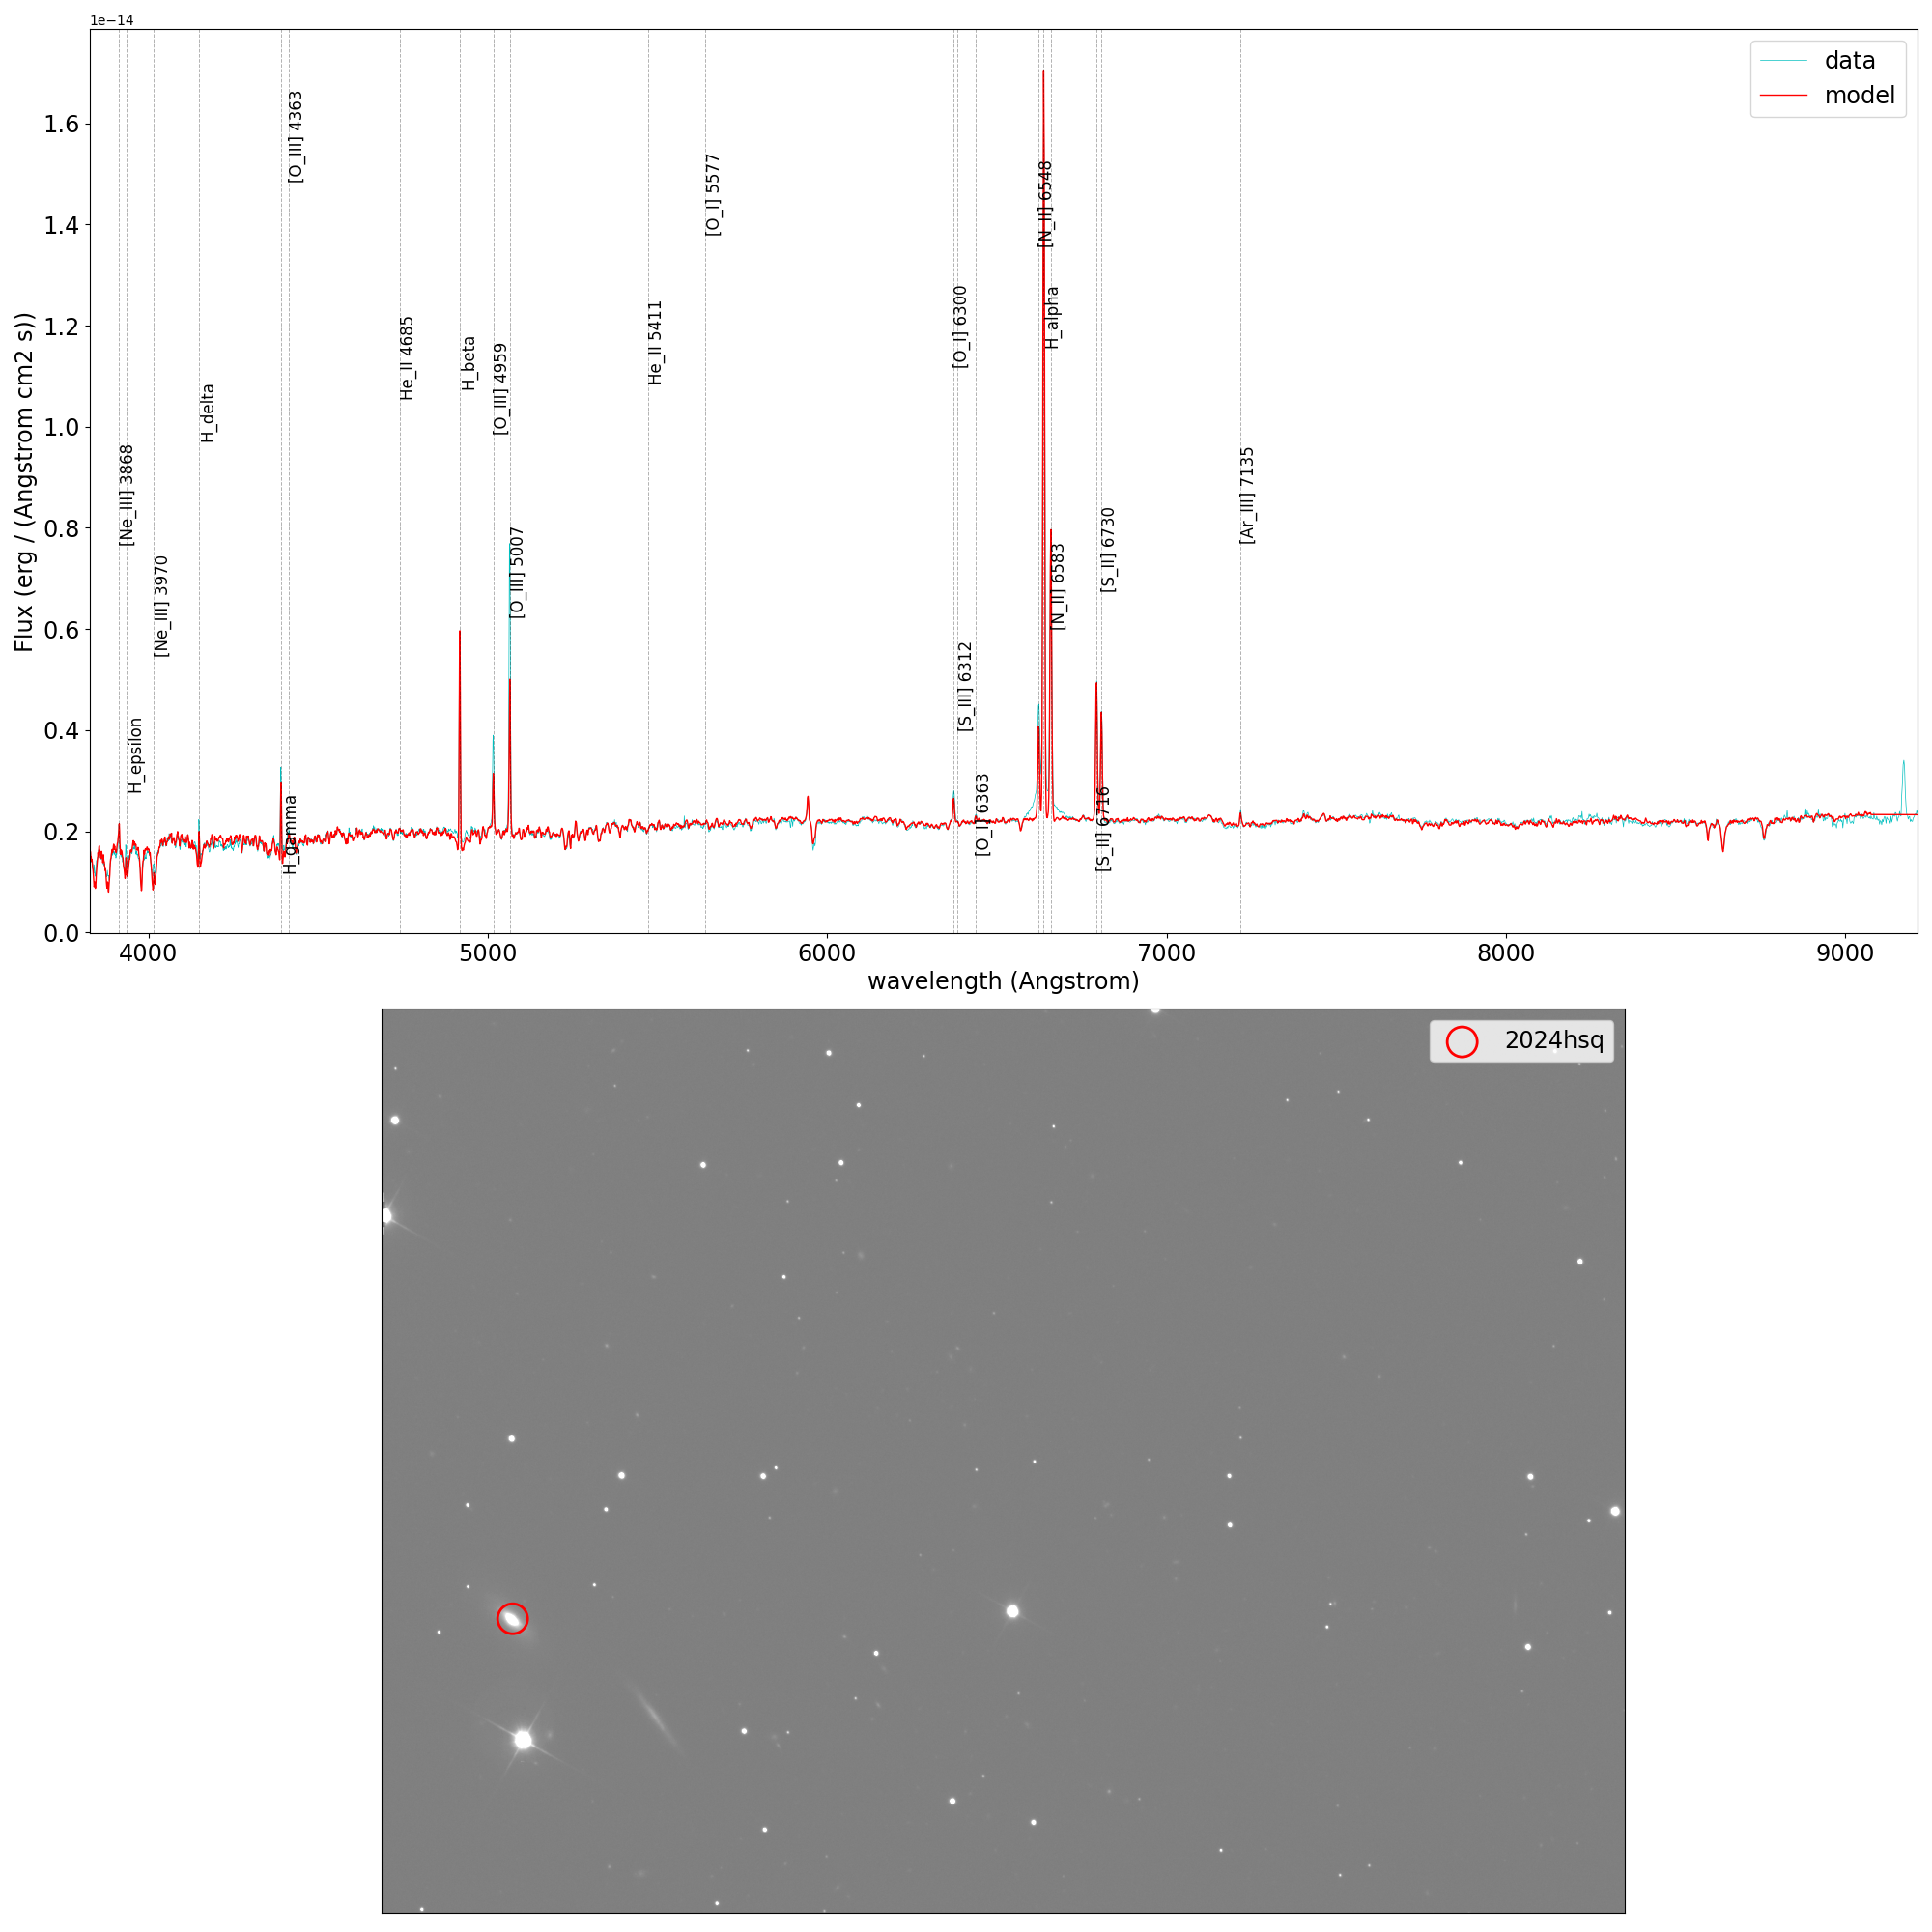 1e−14
data
model
Flux (erg / (Angstrom cm2 s))
1.6
1.4
1.2
1.0
0.8
0.6
0.4
0.2
0.0
[Ne_III] 3868
H_epsilon
[Ne_III] 3970
H_delta
H_gamma
[O_III] 4363
He_II 4685
H_beta
[O_III] 4959
[O_III] 5007
He_II 5411
[O_I] 5577
[O_I] 6300
[S_III] 6312
[O_I] 6363
[N_II] 6548
H_alpha
[N_II] 6583
[S_II] 6716
[S_II] 6730
[Ar_III] 7135
4000
5000
6000
7000
8000
9000
wavelength (Angstrom)
2024hsq